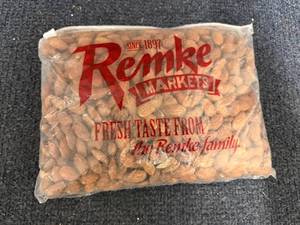 SINCE 1897
Remke
MARKETS
FRESH TASTE FROM
the Remke family.